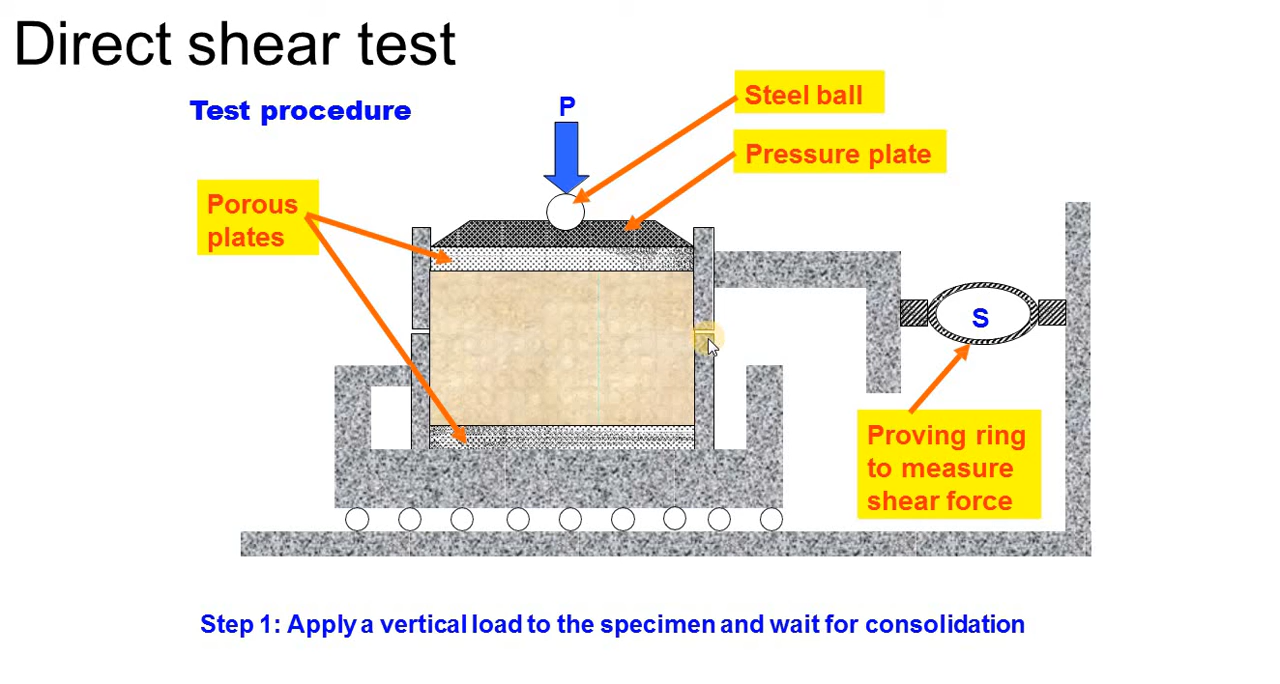 Direct shear test
Test procedure
P
Steel ball
Pressure plate
Porous
plates
S
Proving ring
to measure
shear force
Step 1: Apply a vertical load to the specimen and wait for consolidation